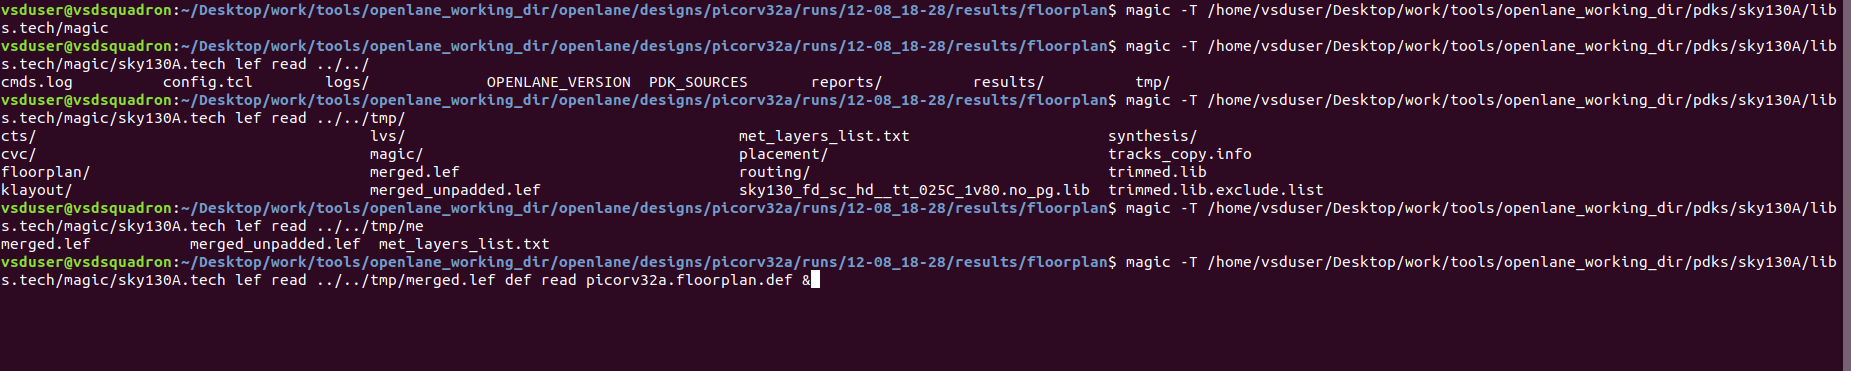 vsduser@vsdsquadron:~/Desktop/work/tools/openlane_working_dir/openlane/designs/picorv32a/runs/12-08_18-28/results/floorplan$ magic -T /home/vsduser/Desktop/work/tools/openlane_working_dir/pdks/sky130A/lib
s.tech/magic
vsduser@vsdsquadron:~/Desktop/work/tools/openlane_working_dir/openlane/designs/picorv32a/runs/12-08_18-28/results/floorplan$ magic -T /home/vsduser/Desktop/work/tools/openlane_working_dir/pdks/sky130A/lib
s.tech/magic/sky130A.tech lef read ../../
cmds.log          config.tcl        logs/             OPENLANE_VERSION  PDK_SOURCES       reports/          results/          tmp/
vsduser@vsdsquadron:~/Desktop/work/tools/openlane_working_dir/openlane/designs/picorv32a/runs/12-08_18-28/results/floorplan$ magic -T /home/vsduser/Desktop/work/tools/openlane_working_dir/pdks/sky130A/lib
s.tech/magic/sky130A.tech lef read ../../tmp/
cts/                                     lvs/                                     met_layers_list.txt                      synthesis/
cvc/                                     magic/                                   placement/                               tracks_copy.info
floorplan/                               merged.lef                               routing/                                 trimmed.lib
klayout/                                 merged_unpadded.lef                      sky130_fd_sc_hd__tt_025C_1v80.no_pg.lib  trimmed.lib.exclude.list
vsduser@vsdsquadron:~/Desktop/work/tools/openlane_working_dir/openlane/designs/picorv32a/runs/12-08_18-28/results/floorplan$ magic -T /home/vsduser/Desktop/work/tools/openlane_working_dir/pdks/sky130A/lib
s.tech/magic/sky130A.tech lef read ../../tmp/me
merged.lef           merged_unpadded.lef  met_layers_list.txt
vsduser@vsdsquadron:~/Desktop/work/tools/openlane_working_dir/openlane/designs/picorv32a/runs/12-08_18-28/results/floorplan$ magic -T /home/vsduser/Desktop/work/tools/openlane_working_dir/pdks/sky130A/lib
s.tech/magic/sky130A.tech lef read ../../tmp/merged.lef def read picorv32a.floorplan.def &